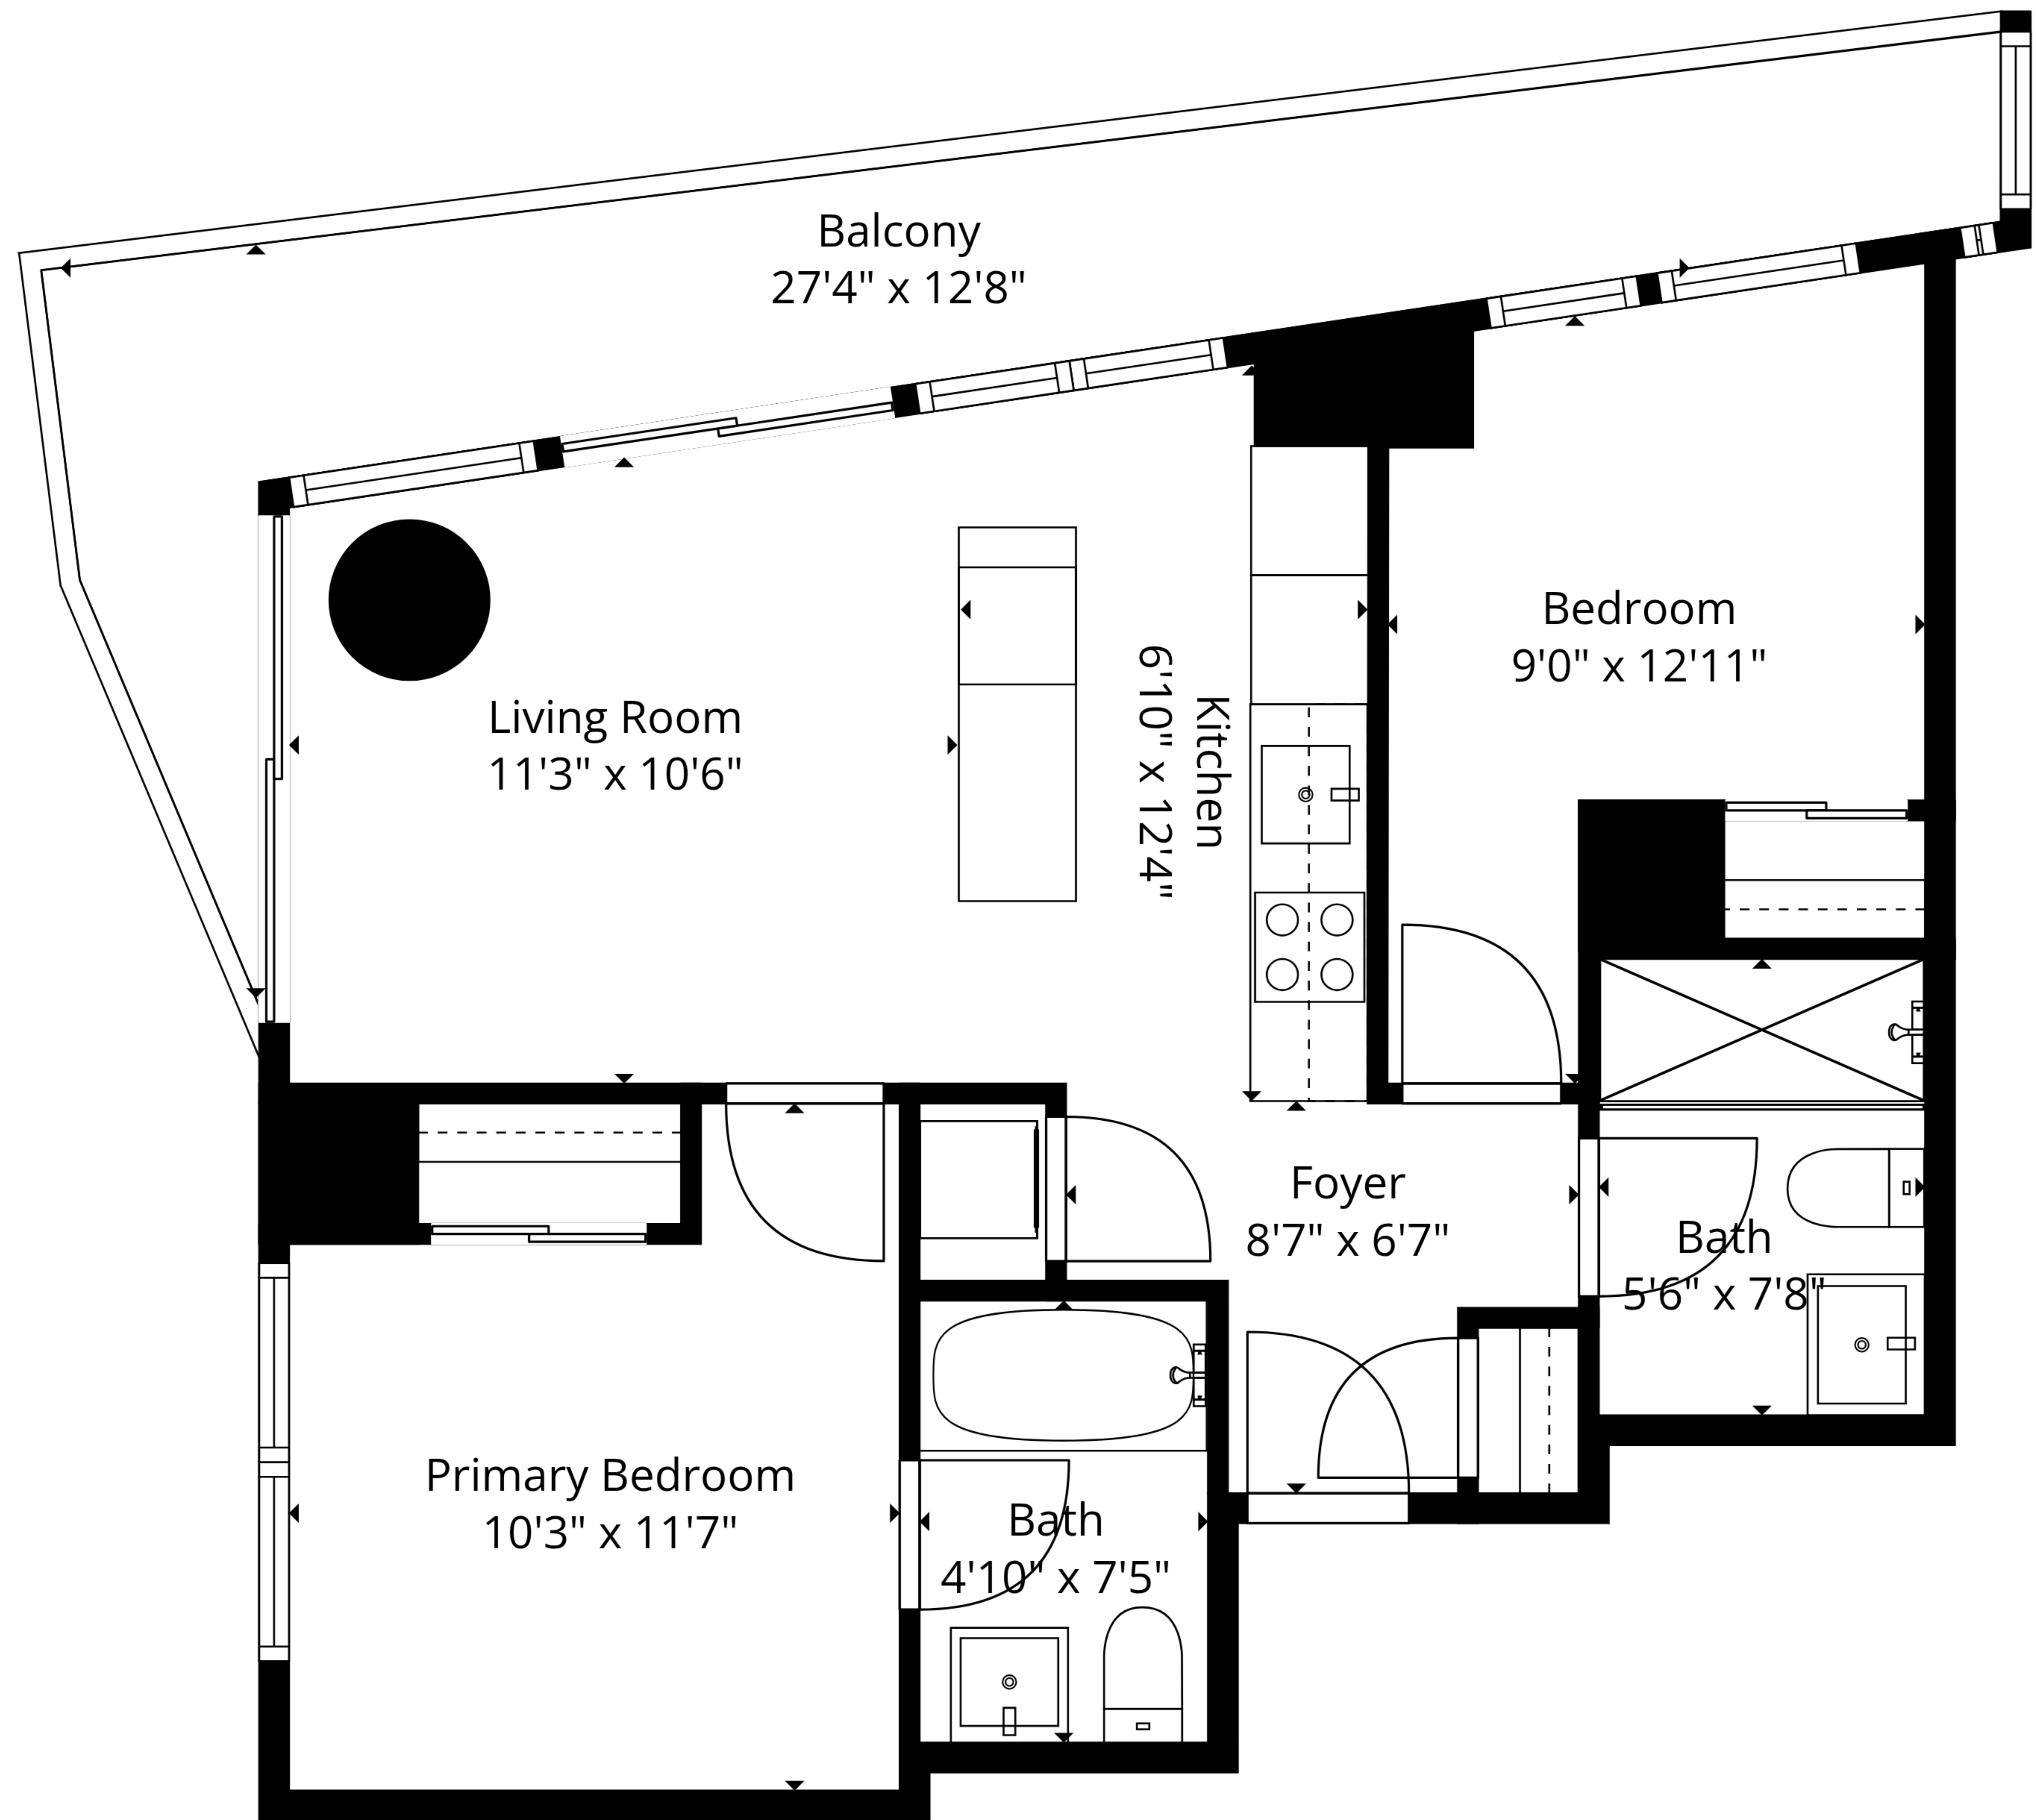 Balcony
27'4" x 12'8"
Bedroom
9'0" x 12'11"
Living Room
11'3" x 10'6"
Kitchen
6'10" x 12'4"
Foyer
8'7" x 6'7"
Bath
5'6" x 7'8"
Primary Bedroom
10'3" x 11'7"
Bath
4'10" x 7'5"